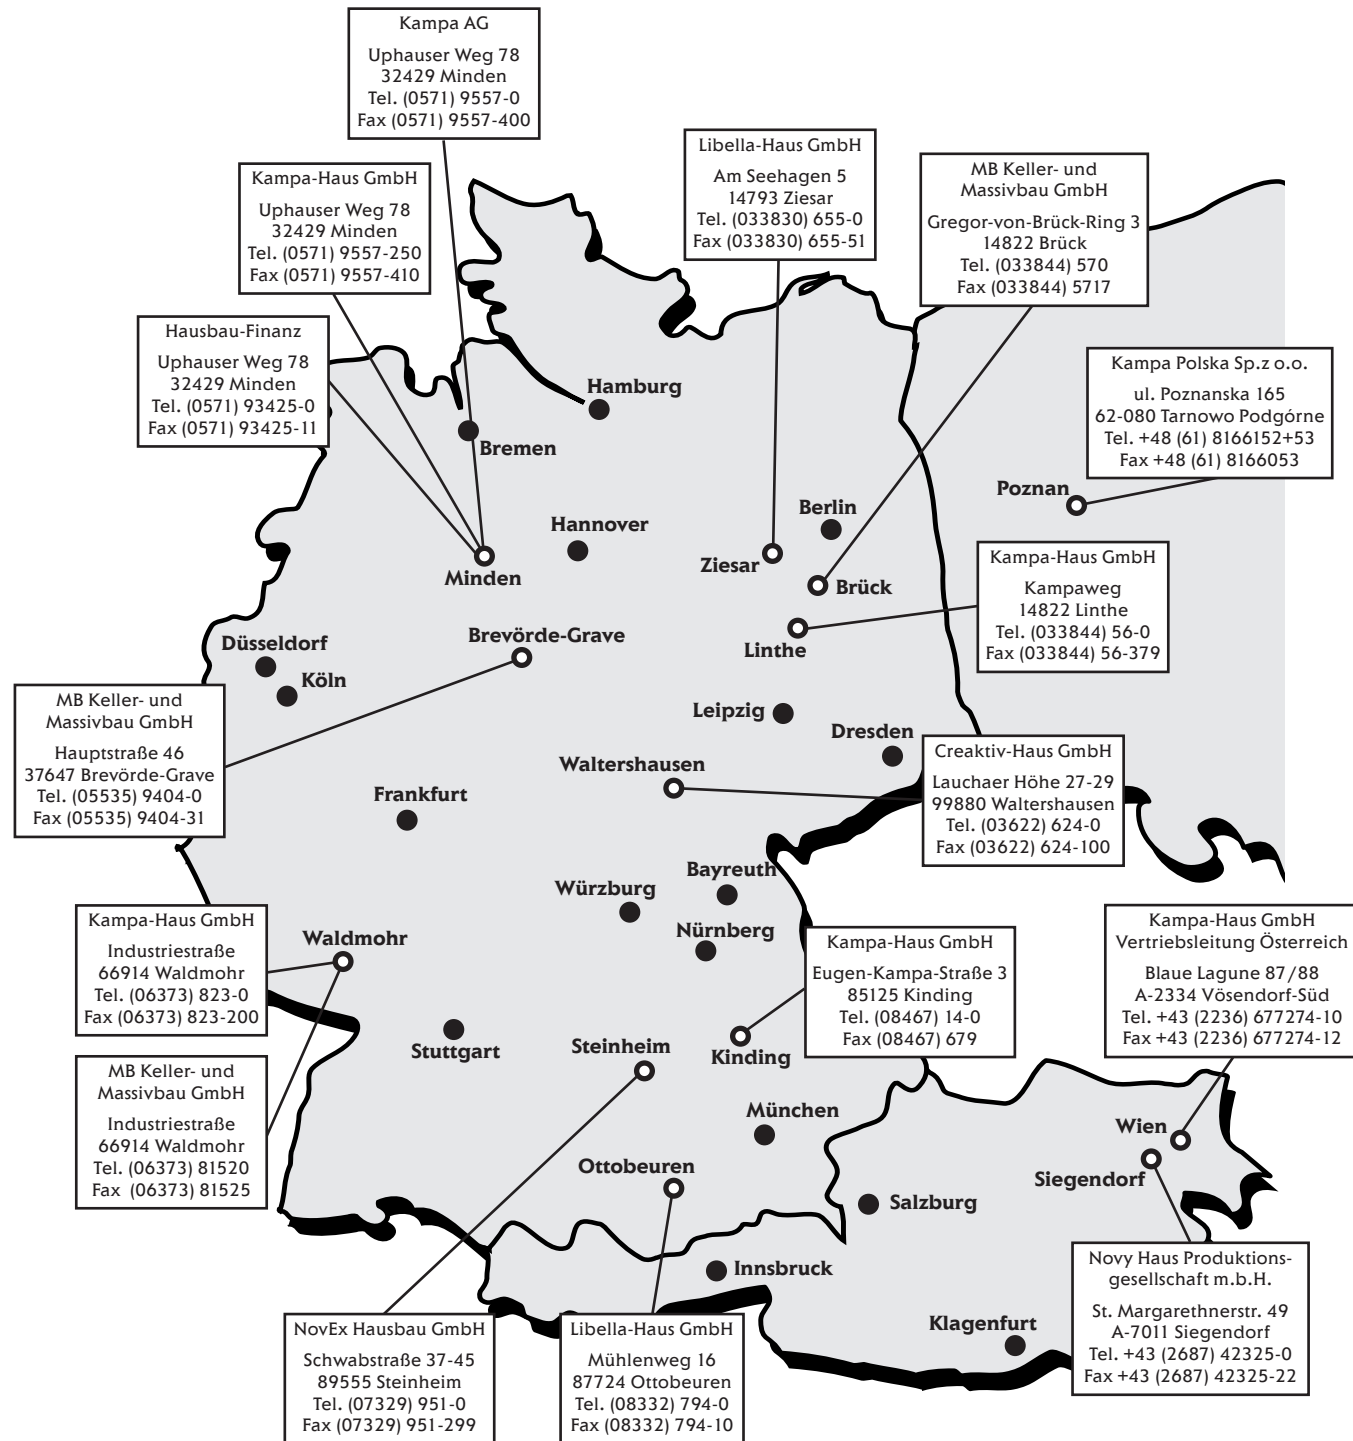 Kampa AG
Uphauser Weg 78
32429 Minden
Tel. (0571) 9557-0
Fax (0571) 9557-400
Kampa-Haus GmbH
Uphauser Weg 78
32429 Minden
Tel. (0571) 9557-250
Fax (0571) 9557-410
Hausbau-Finanz
Uphauser Weg 78
32429 Minden
Tel. (0571) 93425-0
Fax (0571) 93425-11
Libella-Haus GmbH
Am Seehagen 5
14793 Ziesar
Tel. (033830) 655-0
Fax (033830) 655-51
MB Keller- und
Massivbau GmbH
Gregor-von-Brück-Ring 3
14822 Brück
Tel. (033844) 570
Fax (033844) 5717
Kampa Polska Sp.z o.o.
ul. Poznanska 165
62-080 Tarnowo Podgórne
Tel. +48 (61) 8166152+53
Fax +48 (61) 8166053
Hamburg
Bremen
Poznan
Berlin
Hannover
Minden
Ziesar
Brück
Kampa-Haus GmbH
Kampaweg
14822 Linthe
Tel. (033844) 56-0
Fax (033844) 56-379
Brevörde-Grave
Linthe
Düsseldorf
Köln
MB Keller- und
Massivbau GmbH
Hauptstraße 46
37647 Brevörde-Grave
Tel. (05535) 9404-0
Fax (05535) 9404-31
Leipzig
Dresden
Waltershausen
Creaktiv-Haus GmbH
Lauchaer Höhe 27-29
99880 Waltershausen
Tel. (03622) 624-0
Fax (03622) 624-100
Frankfurt
Bayreuth
Würzburg
Nürnberg
Waldmohr
Kampa-Haus GmbH
Industriestraße
66914 Waldmohr
Tel. (06373) 823-0
Fax (06373) 823-200
Kampa-Haus GmbH
Eugen-Kampa-Straße 3
85125 Kinding
Tel. (08467) 14-0
Fax (08467) 679
Kampa-Haus GmbH
Vertriebsleitung Österreich
Blaue Lagune 87/88
A-2334 Vösendorf-Süd
Tel. +43 (2236) 677274-10
Fax +43 (2236) 677274-12
Stuttgart
Steinheim
Kinding
MB Keller- und
Massivbau GmbH
Industriestraße
66914 Waldmohr
Tel. (06373) 81520
Fax (06373) 81525
München
Wien
Ottobeuren
Siegendorf
Salzburg
Innsbruck
Klagenfurt
Novy Haus Produktions-
gesellschaft m.b.H.
St. Margarethnerstr. 49
A-7011 Siegendorf
Tel. +43 (2687) 42325-0
Fax +43 (2687) 42325-22
NovEx Hausbau GmbH
Schwabstraße 37-45
89555 Steinheim
Tel. (07329) 951-0
Fax (07329) 951-299
Libella-Haus GmbH
Mühlenweg 16
87724 Ottobeuren
Tel. (08332) 794-0
Fax (08332) 794-10